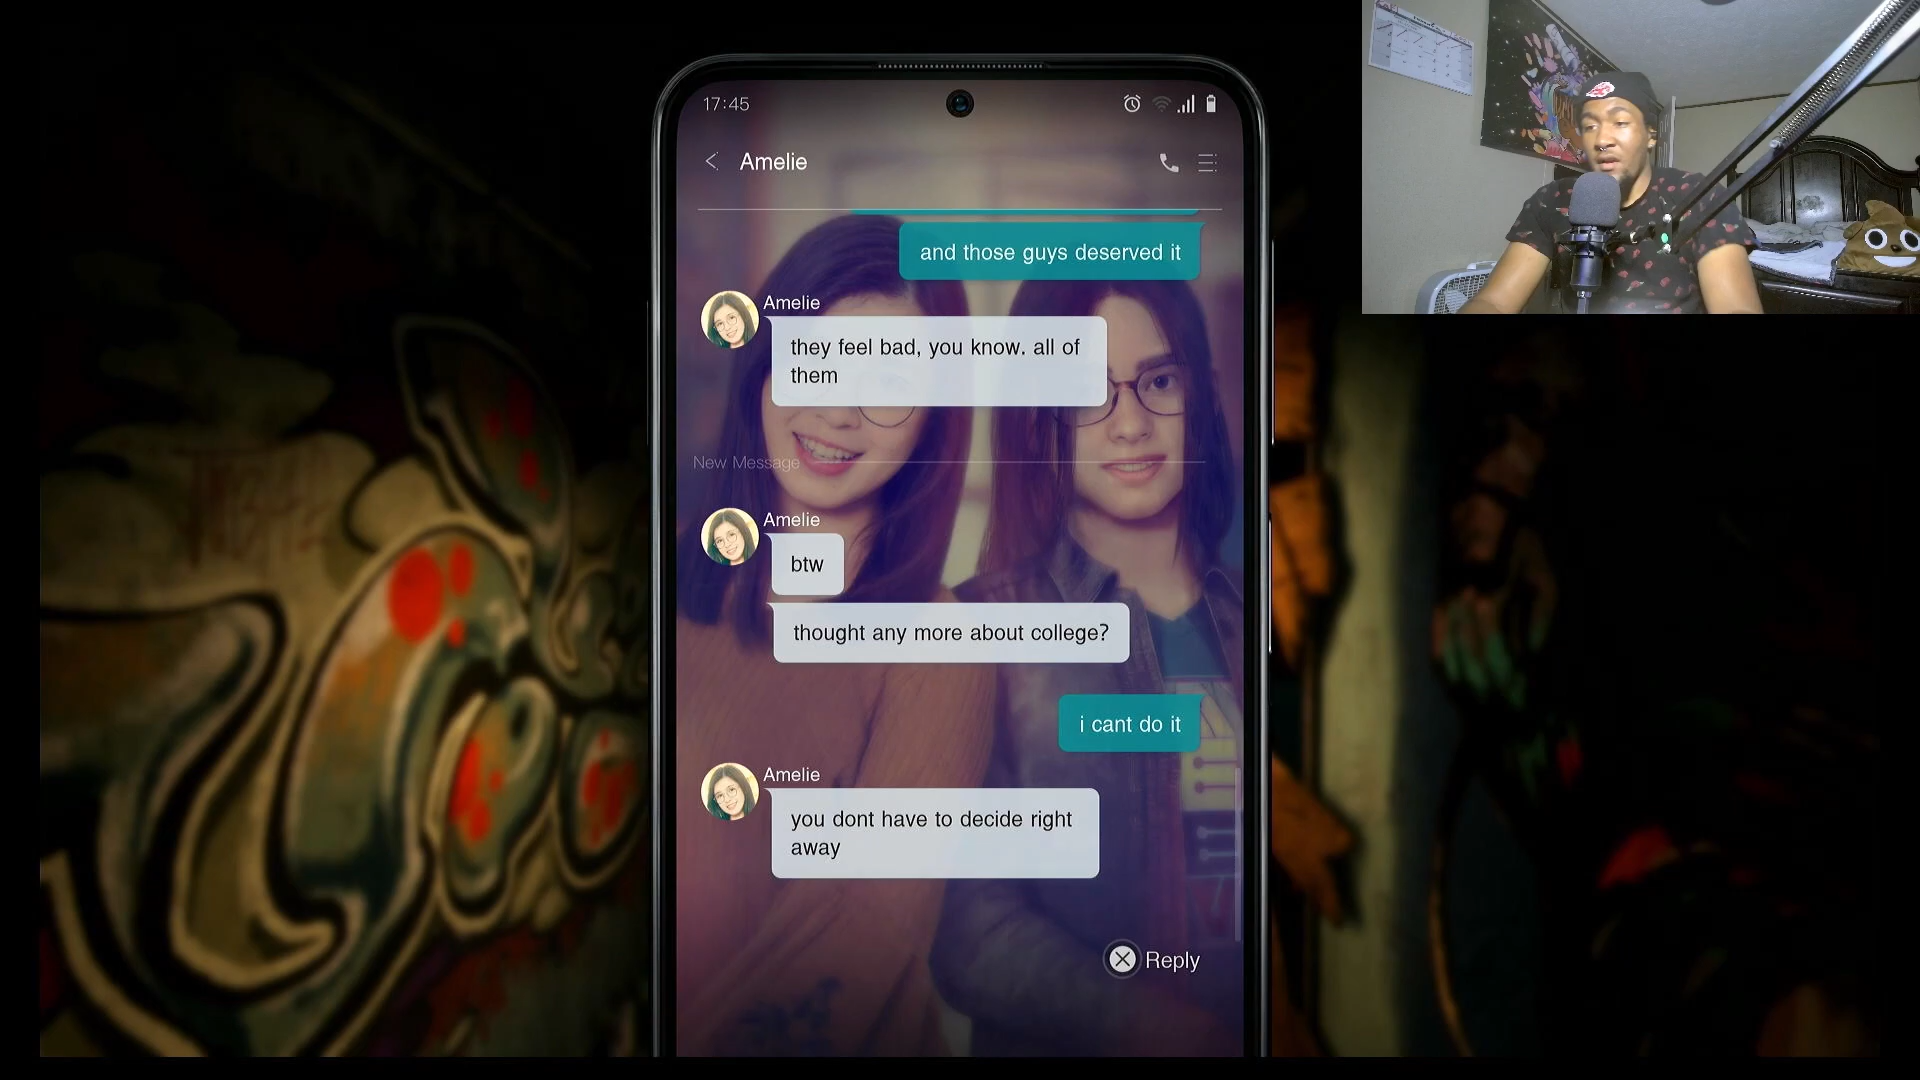 17:45
Amelie
and those guys deserved it
Amelie
they feel bad, you know. all of
them
New Message
Amelie
btw
thought any more about college?
i cant do it
Amelie
you dont have to decide right
away
Reply